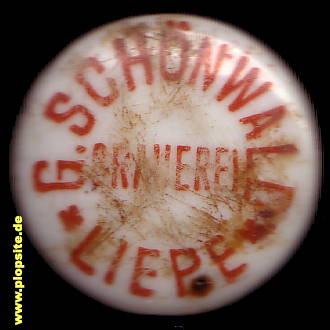 G. SCHÖNWALD
BRAUEREI
* LIEPE *
www.plopsite.de